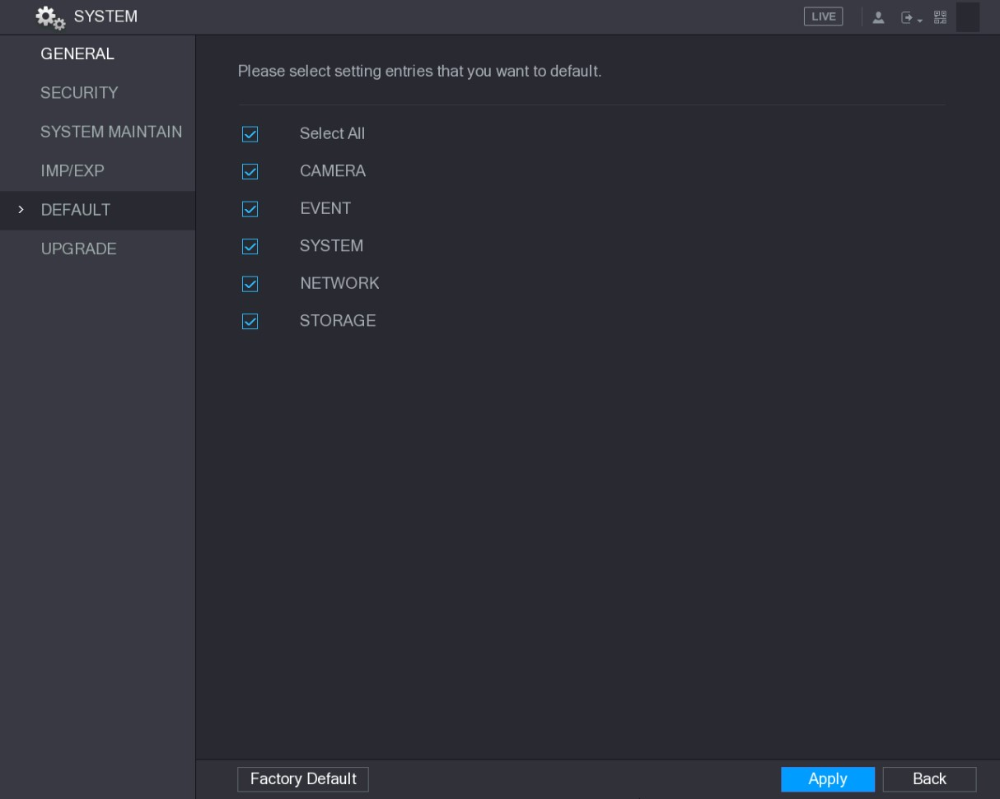 SYSTEM
LIVE
GENERAL
SECURITY
SYSTEM MAINTAIN
IMP/EXP
DEFAULT
UPGRADE
Please select setting entries that you want to default.
Select All
CAMERA
EVENT
SYSTEM
NETWORK
STORAGE
Factory Default
Apply
Back